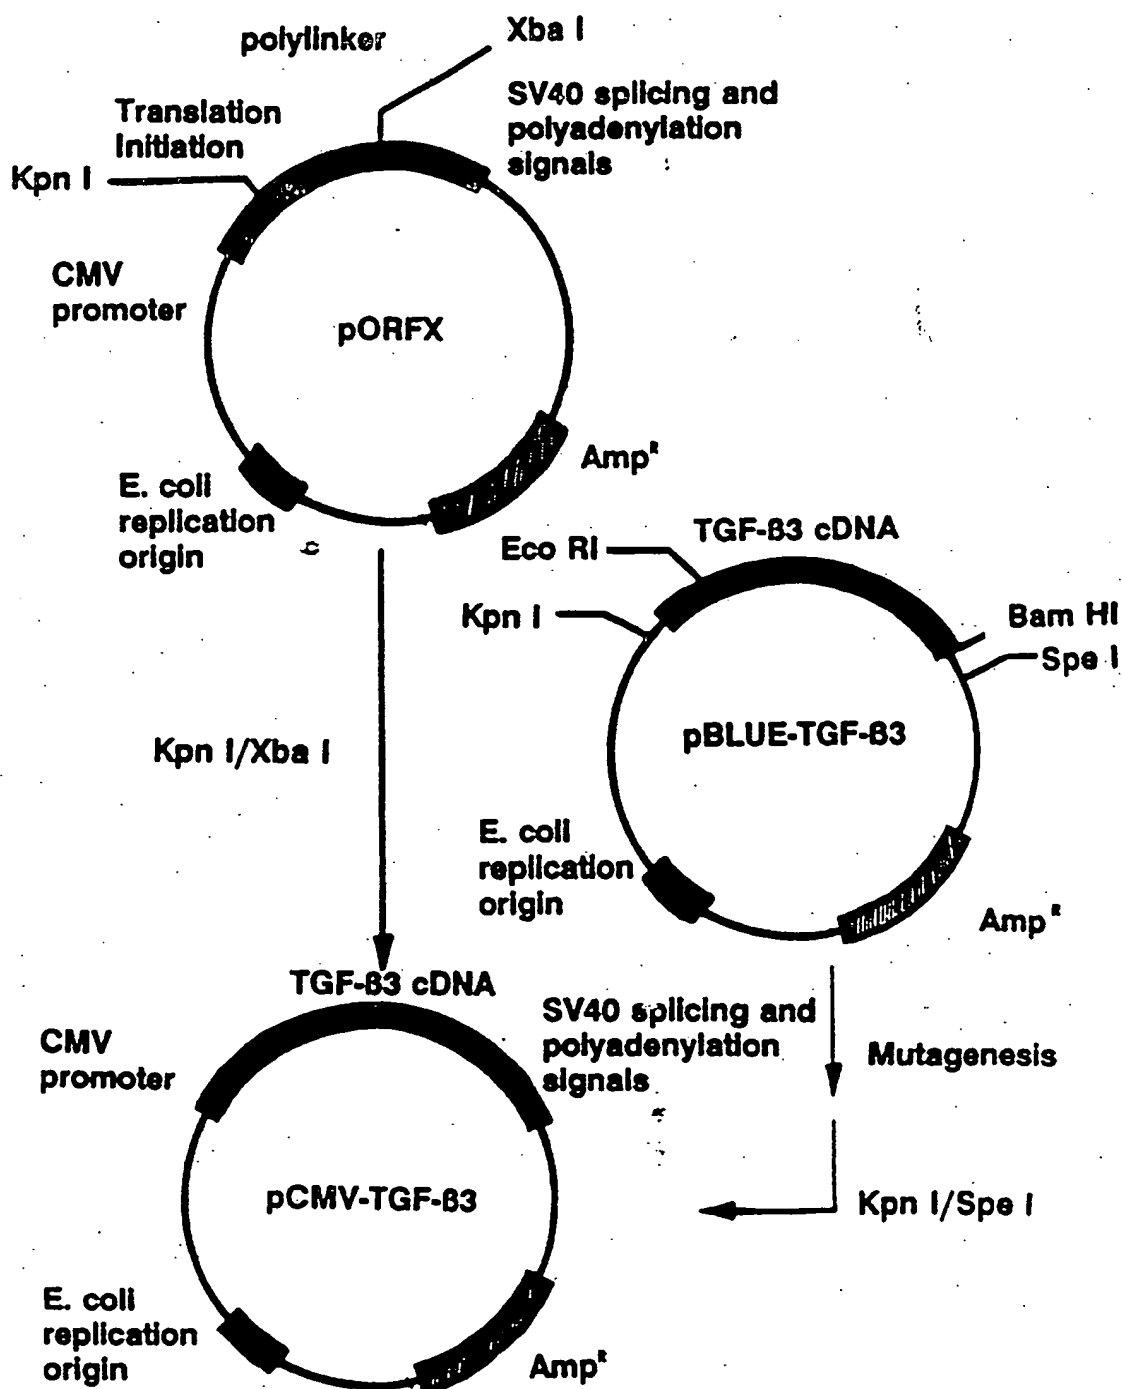 polylinker
Xba I
Translation
Initiation
SV40 splicing and
polyadenylation
signals
Kpn I
CMV
promoter
pORFX
AmpR
E. coli
replication
origin
TGF-β3 cDNA
Eco RI
Kpn I
Bam HI
Spe I
pBLUE-TGF-β3
Kpn I/Xba I
E. coli
replication
origin
AmpR
TGF-β3 cDNA
SV40 splicing and
polyadenylation
signals
CMV
promoter
Mutagenesis
pCMV-TGF-β3
Kpn I/Spe I
E. coli
replication
origin
AmpR